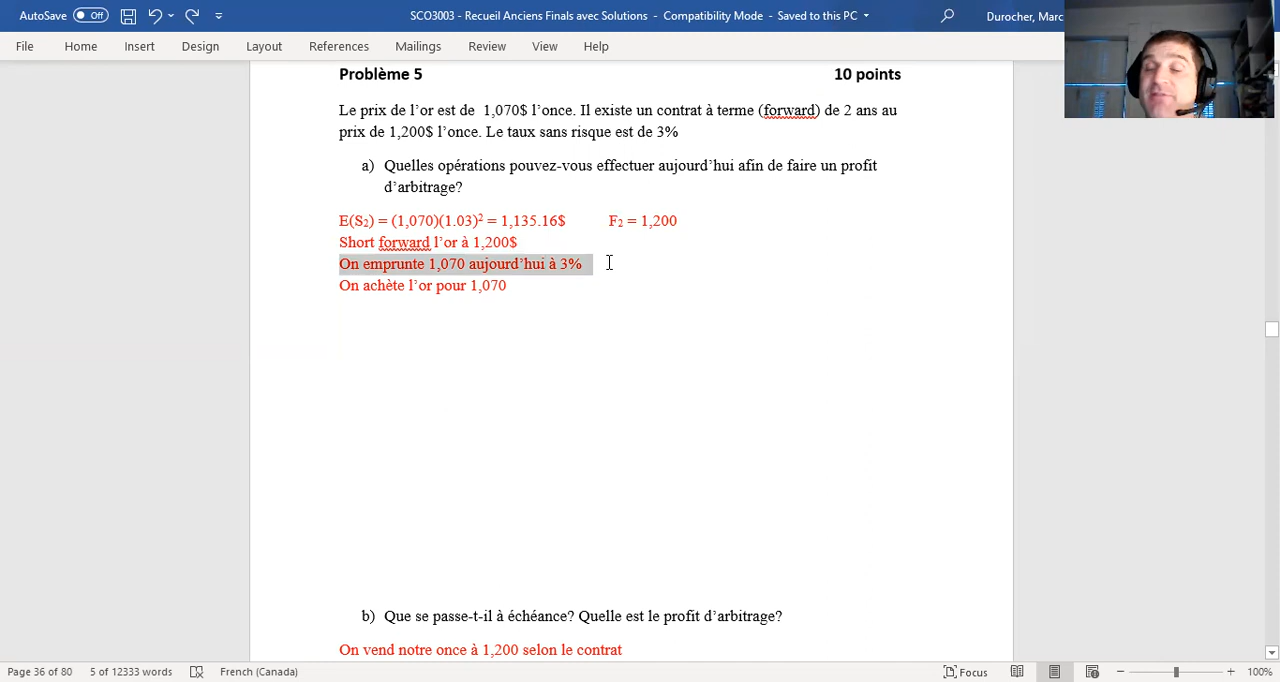 AutoSave Off SCO3003 - Recueil Anciens Finals avec Solutions - Compatibility Mode - Saved to this PC Durocher, Marc
File Home Insert Design Layout References Mailings Review View Help
Problème 5 10 points
Le prix de l’or est de 1,070$ l’once. Il existe un contrat à terme (forward) de 2 ans au
prix de 1,200$ l’once. Le taux sans risque est de 3%
a) Quelles opérations pouvez-vous effectuer aujourd’hui afin de faire un profit
d’arbitrage?
E(S₂) = (1,070)(1.03)² = 1,135.16$ F₂ = 1,200
Short forward l’or à 1,200$
On emprunte 1,070 aujourd’hui à 3%
On achète l’or pour 1,070
b) Que se passe-t-il à échéance? Quelle est le profit d’arbitrage?
On vend notre once à 1,200 selon le contrat
Page 36 of 80 5 of 12333 words French (Canada) Focus 100%